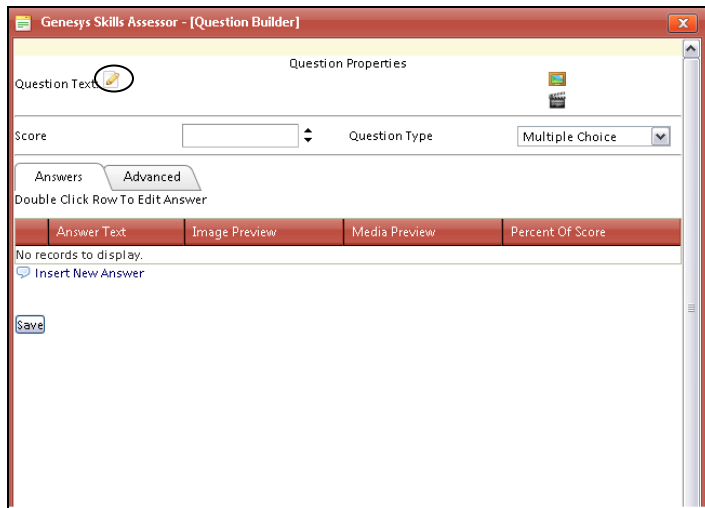 Genesys Skills Assessor - [Question Builder]
Question Properties
Question Text
Score Question Type Multiple Choice
Answers Advanced
Double Click Row To Edit Answer
Answer Text Image Preview Media Preview Percent Of Score
No records to display.
Insert New Answer
Save